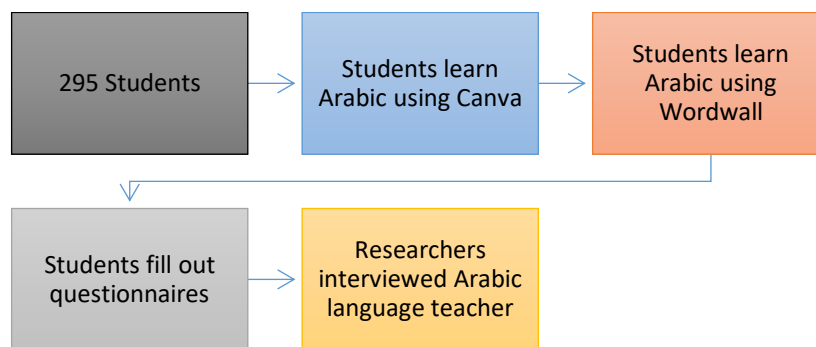 295 Students
Students learn
Arabic using Canva
Students learn
Arabic using
Wordwall
Students fill out
questionnaires
Researchers
interviewed Arabic
language teacher